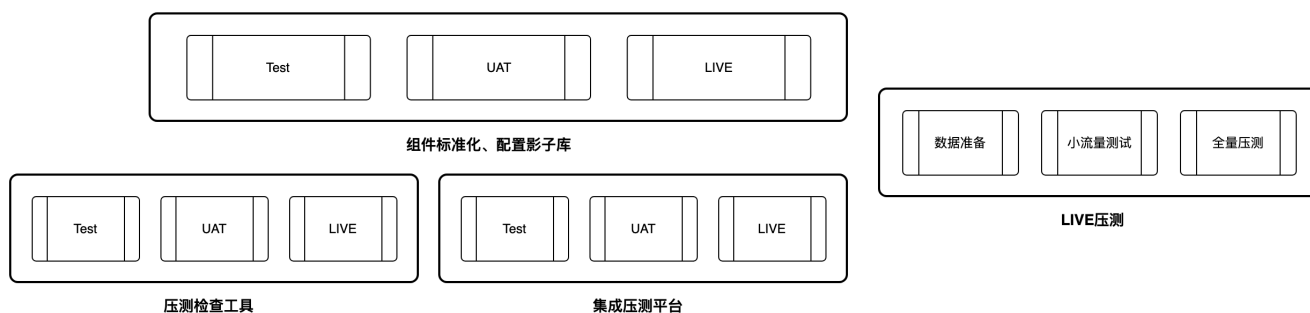 Test
UAT
LIVE
组件标准化、配置影子库
Test
UAT
LIVE
压测检查工具
Test
UAT
LIVE
集成压测平台
数据准备
小流量测试
全量压测
LIVE压测